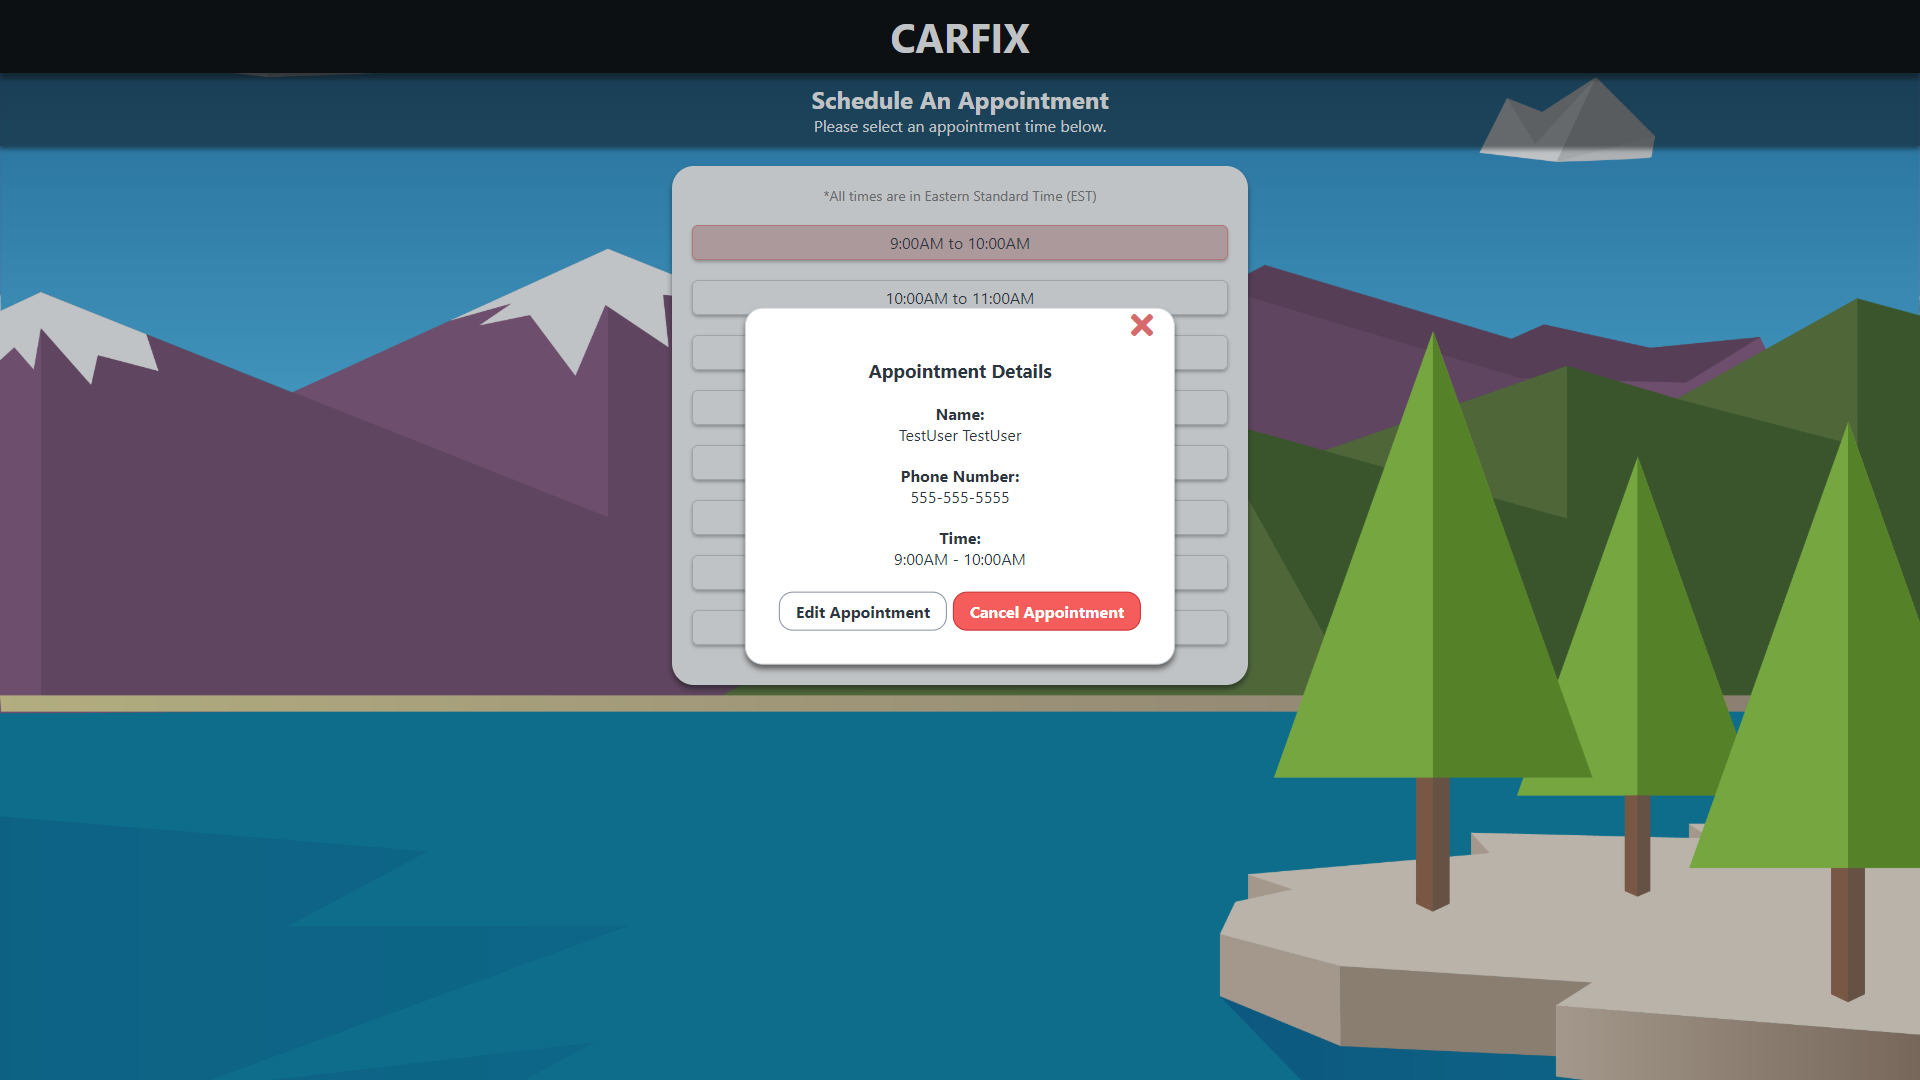 CARFIX
Schedule An Appointment
Please select an appointment time below.
*All times are in Eastern Standard Time (EST)
9:00AM to 10:00AM
10:00AM to 11:00AM
Appointment Details
Name:
TestUser TestUser
Phone Number:
555-555-5555
Time:
9:00AM - 10:00AM
Edit Appointment
Cancel Appointment